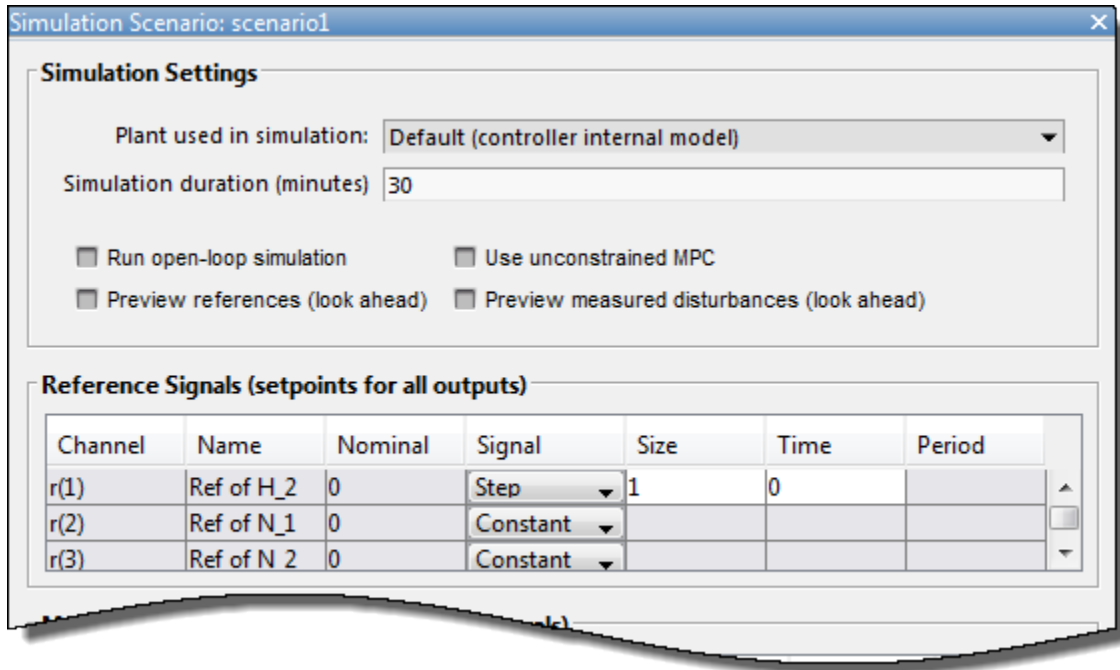 Simulation Scenario: scenario1
Simulation Settings
Plant used in simulation: Default (controller internal model)
Simulation duration (minutes) 30
Run open-loop simulation Use unconstrained MPC
Preview references (look ahead) Preview measured disturbances (look ahead)
Reference Signals (setpoints for all outputs)
Channel Name Nominal Signal Size Time Period
r(1) Ref of H_2 0 Step 1 0
r(2) Ref of N_1 0 Constant
r(3) Ref of N_2 0 Constant